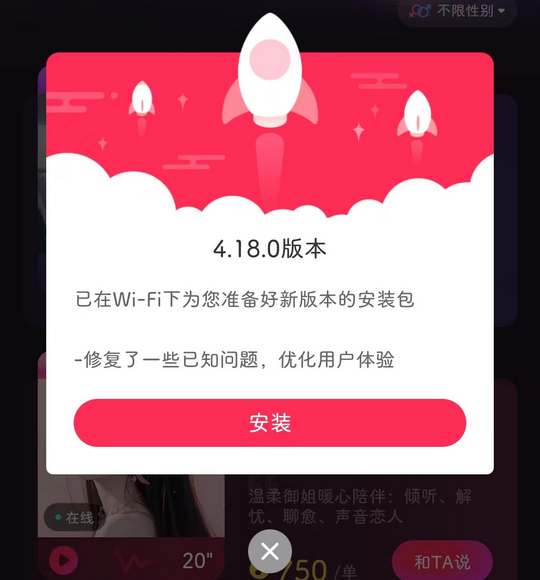 不限性别
4.18.0版本
已在Wi-Fi下为您准备好新版本的安装包
-修复了一些已知问题，优化用户体验
安装
温柔御姐暖心陪伴：倾听、解
忧、聊愈、声音恋人
在线
20"
750/单
和TA说